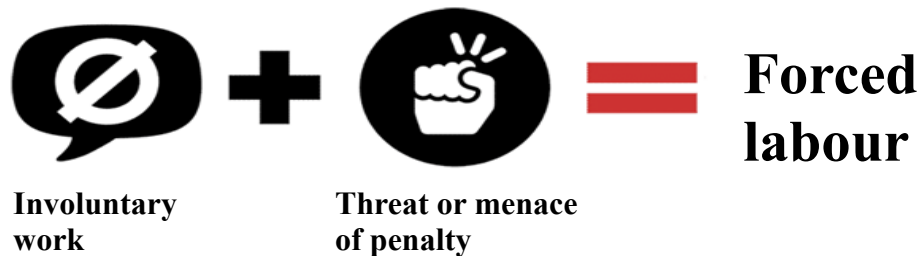 Forced
labour
Involuntary
work
Threat or menace
of penalty